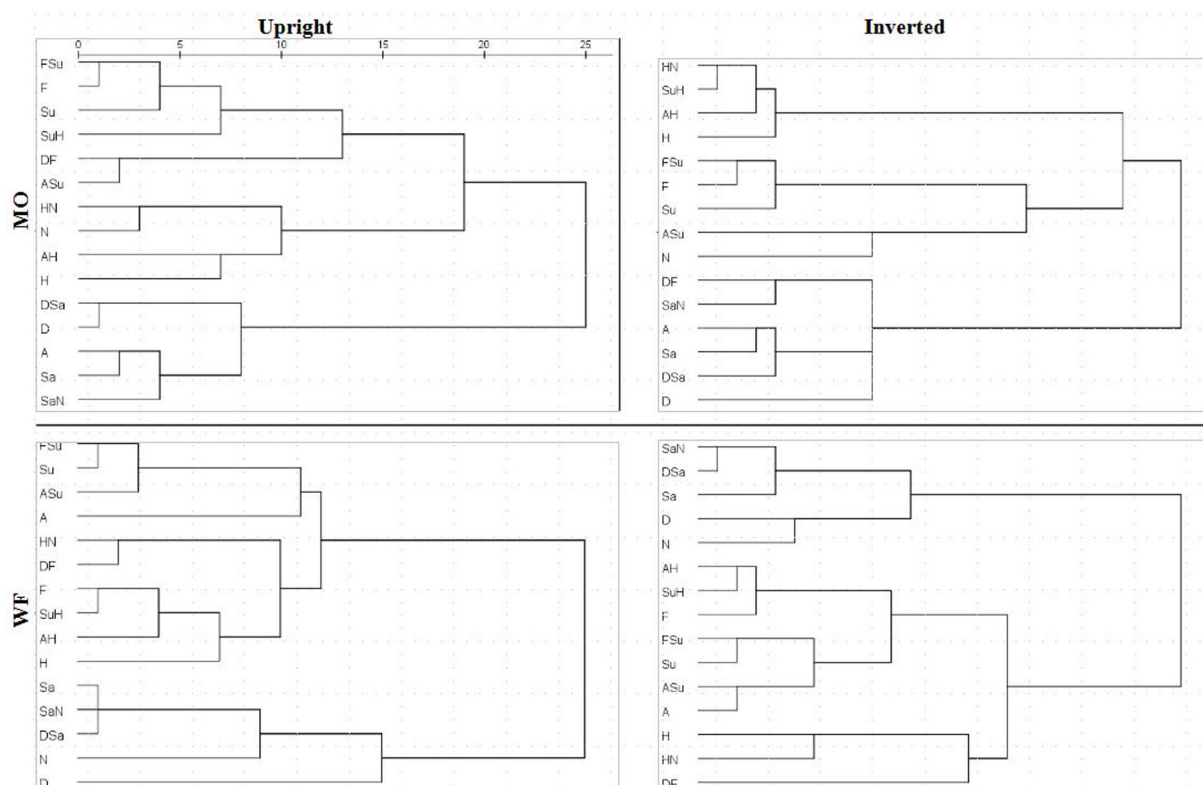 Upright
Inverted
0 5 10 15 20 25
MO
FSu
F
Su
SuH
DF
ASu
HN
N
AH
H
DSa
D
A
Sa
SaN
HN
SuH
AH
H
FSu
F
Su
ASu
N
DF
SaN
A
Sa
DSa
D
WF
FSu
Su
ASu
A
HN
DF
F
SuH
AH
H
Sa
SaN
DSa
N
D
SaN
DSa
Sa
D
N
AH
SuH
F
FSu
Su
ASu
A
H
HN
DF